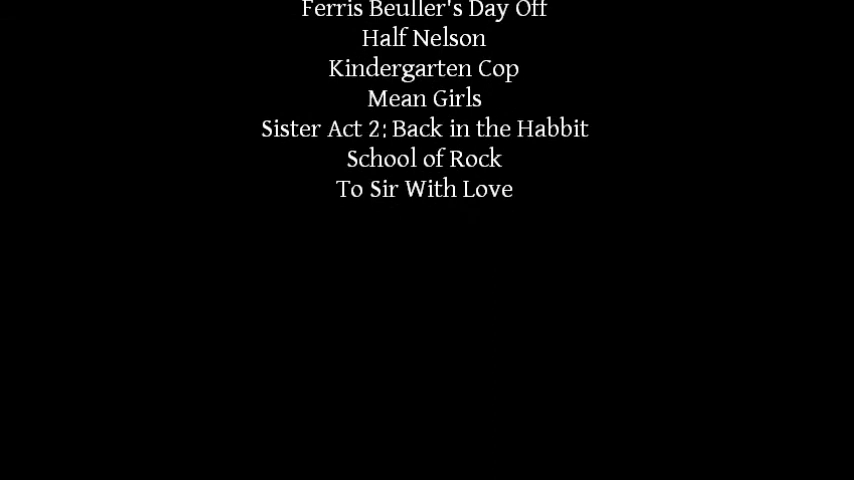 Ferris Beuller's Day Off
Half Nelson
Kindergarten Cop
Mean Girls
Sister Act 2: Back in the Habbit
School of Rock
To Sir With Love